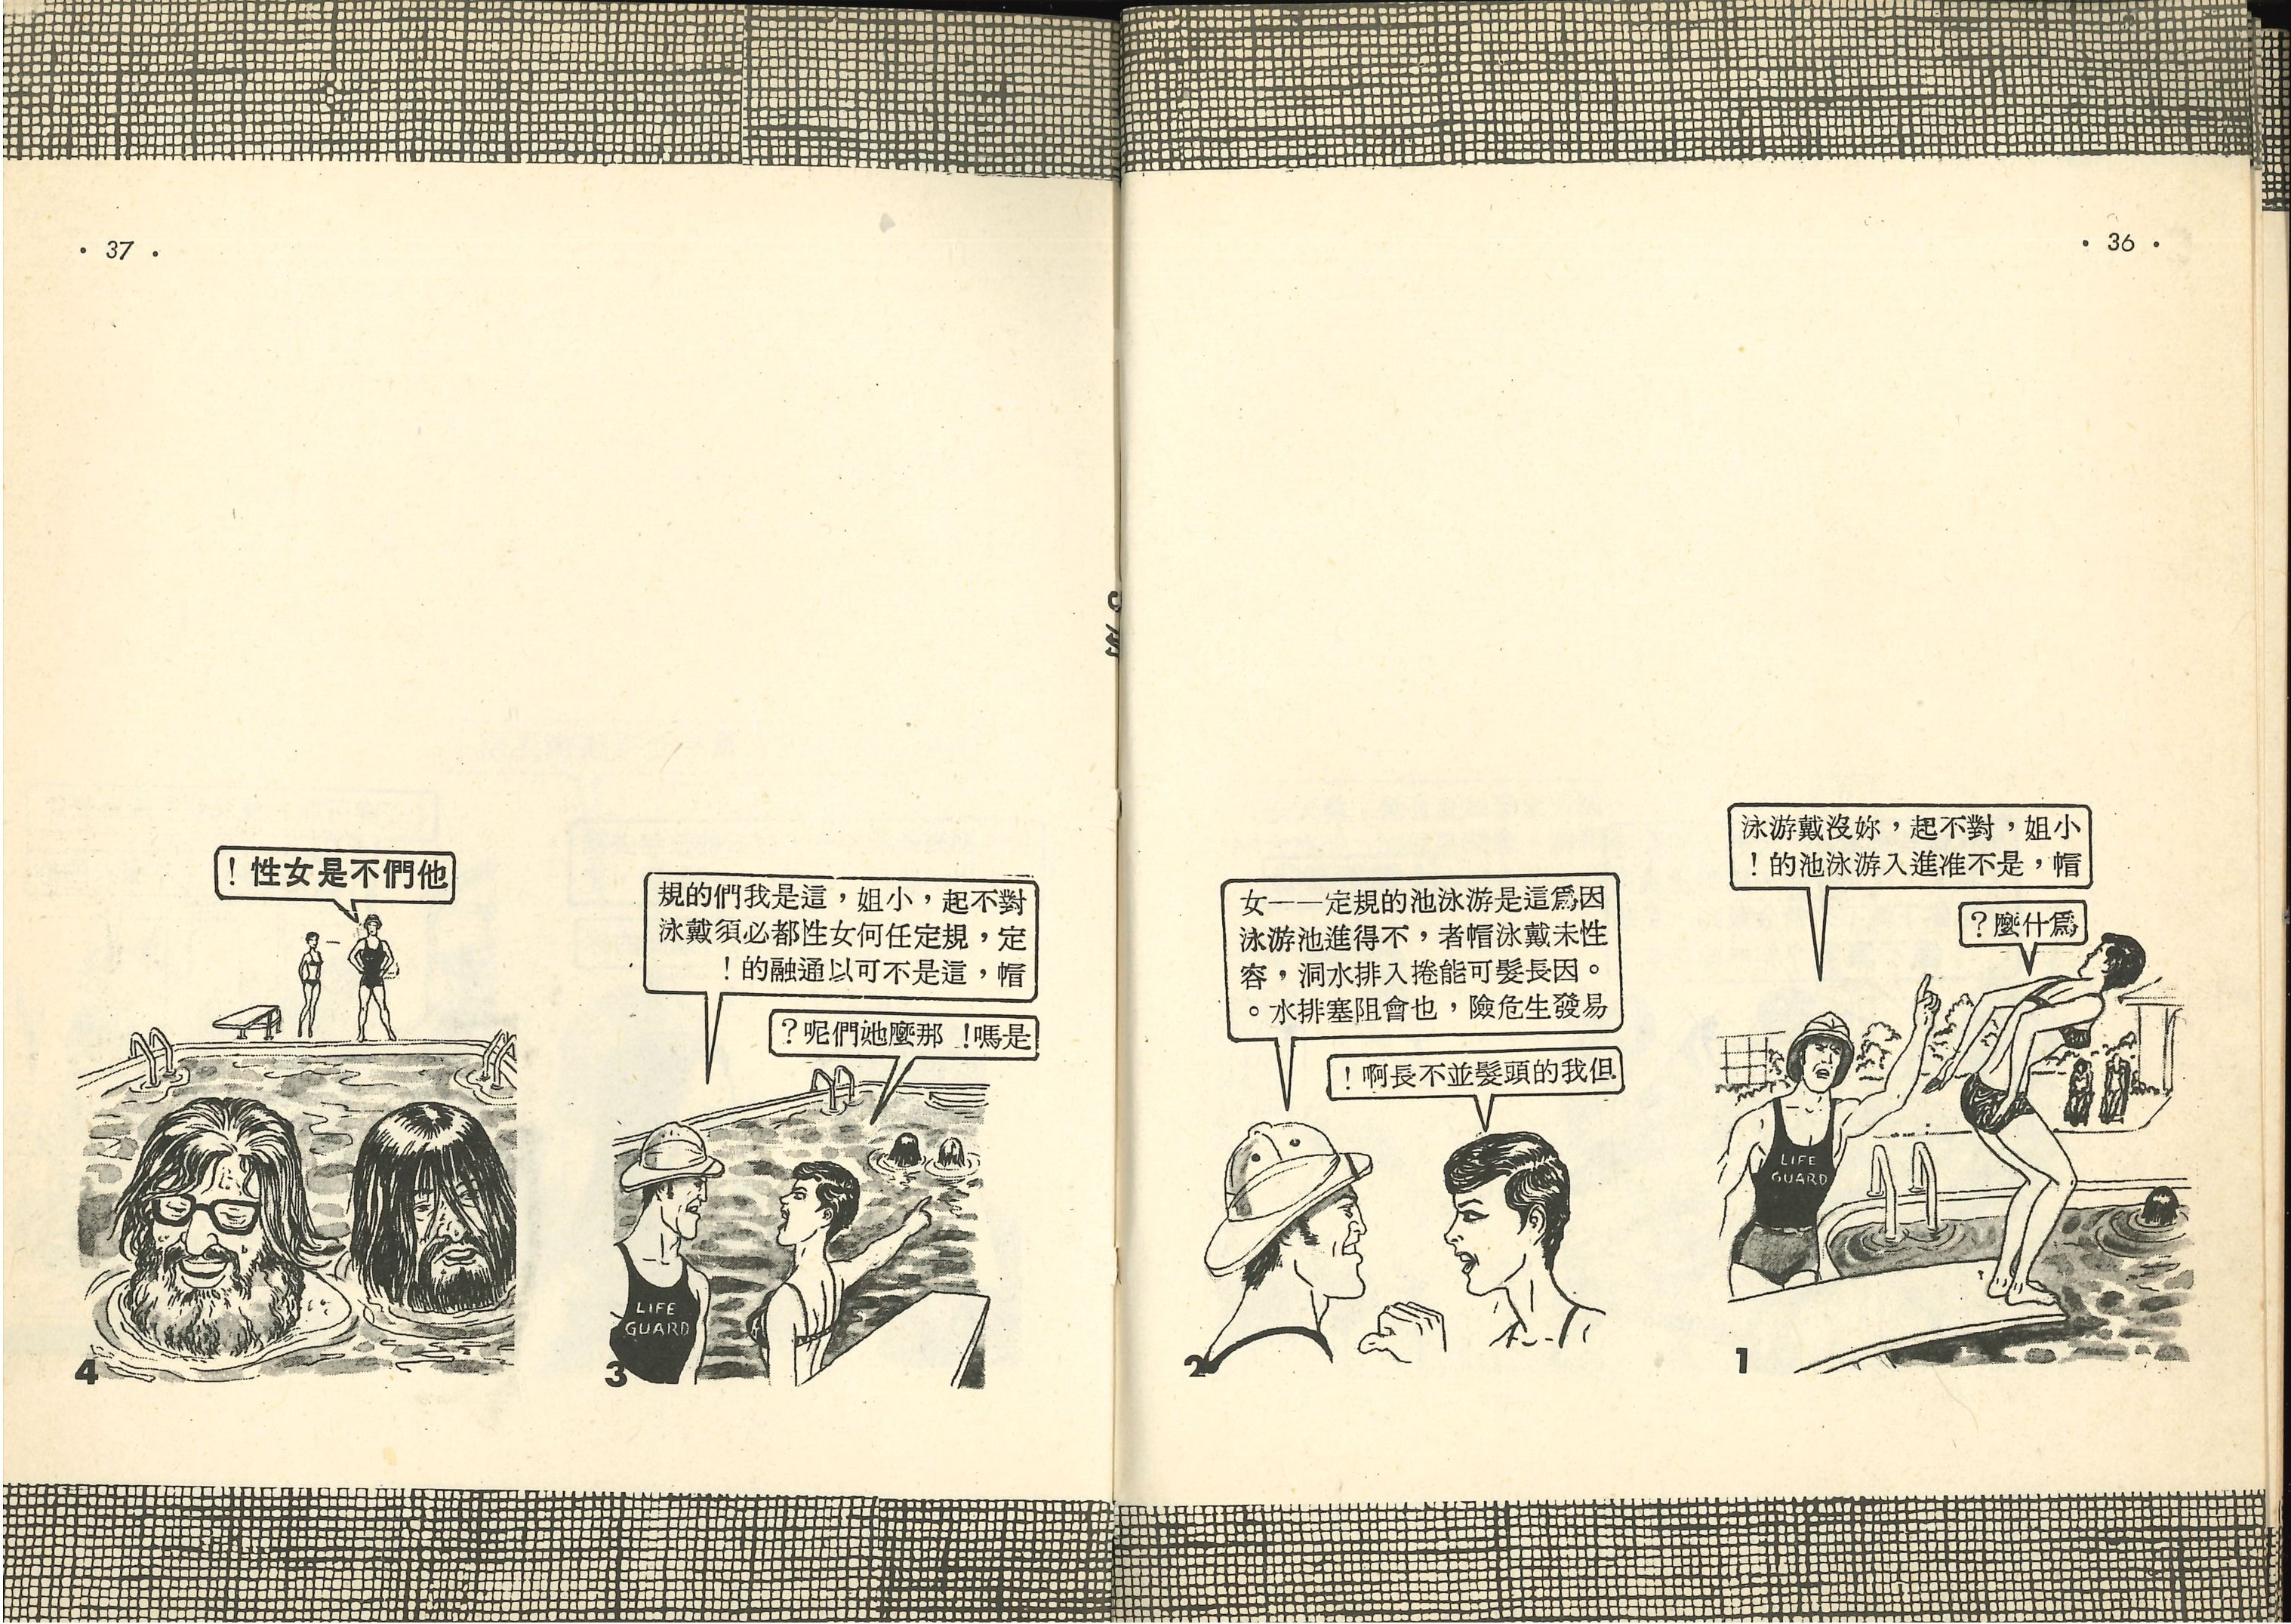 · 36 ·
小姐，對不起，妳沒戴游泳
帽，是不准進入游泳池的！
爲什麼？
LIFE
GUARD
1
因爲這是游泳池的規定——女
性未戴泳帽者，不得進池游泳
。因長髮可能捲入排水洞，容
易發生危險，也會阻塞排水。
但我的頭髮並不長啊！
2
· 37 ·
對不起，小姐，這是我們的規
定，規定任何女性都必須戴泳
帽，這是不可以通融的！
是嗎！那麼她們呢？
LIFE
GUARD
3
他們不是女性！
4